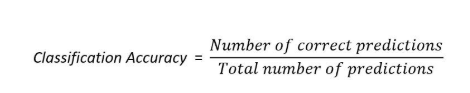 Number of correct predictions
Classification Accuracy =
Total number of predictions